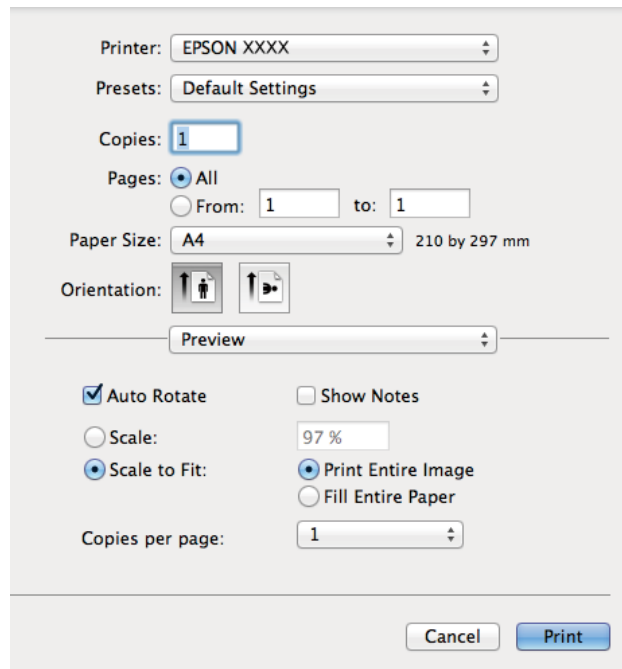 Printer: EPSON XXXX
Presets: Default Settings
Copies: 1
Pages: All
From: 1 to: 1
Paper Size: A4 210 by 297 mm
Orientation:
Preview
Auto Rotate Show Notes
Scale: 97 %
Scale to Fit: Print Entire Image
Fill Entire Paper
Copies per page: 1
Cancel Print